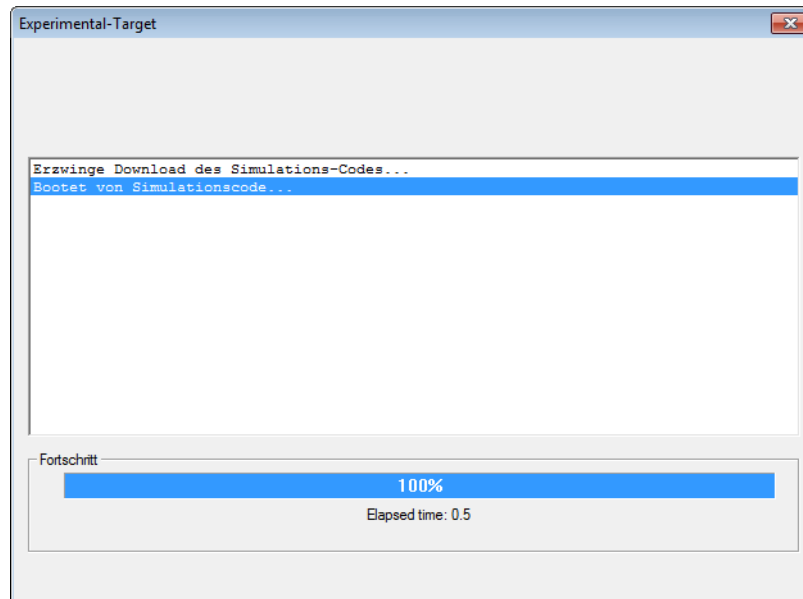 Experimental-Target
Erzwinge Download des Simulations-Codes...
Bootet von Simulationscode...
Fortschritt
100%
Elapsed time: 0.5